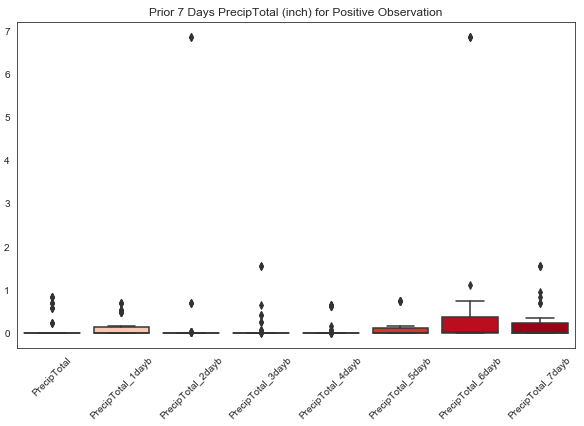 Prior 7 Days PrecipTotal (inch) for Positive Observation
7
6
5
4
3
2
1
0
PrecipTotal
PrecipTotal_1dayb
PrecipTotal_2dayb
PrecipTotal_3dayb
PrecipTotal_4dayb
PrecipTotal_5dayb
PrecipTotal_6dayb
PrecipTotal_7dayb